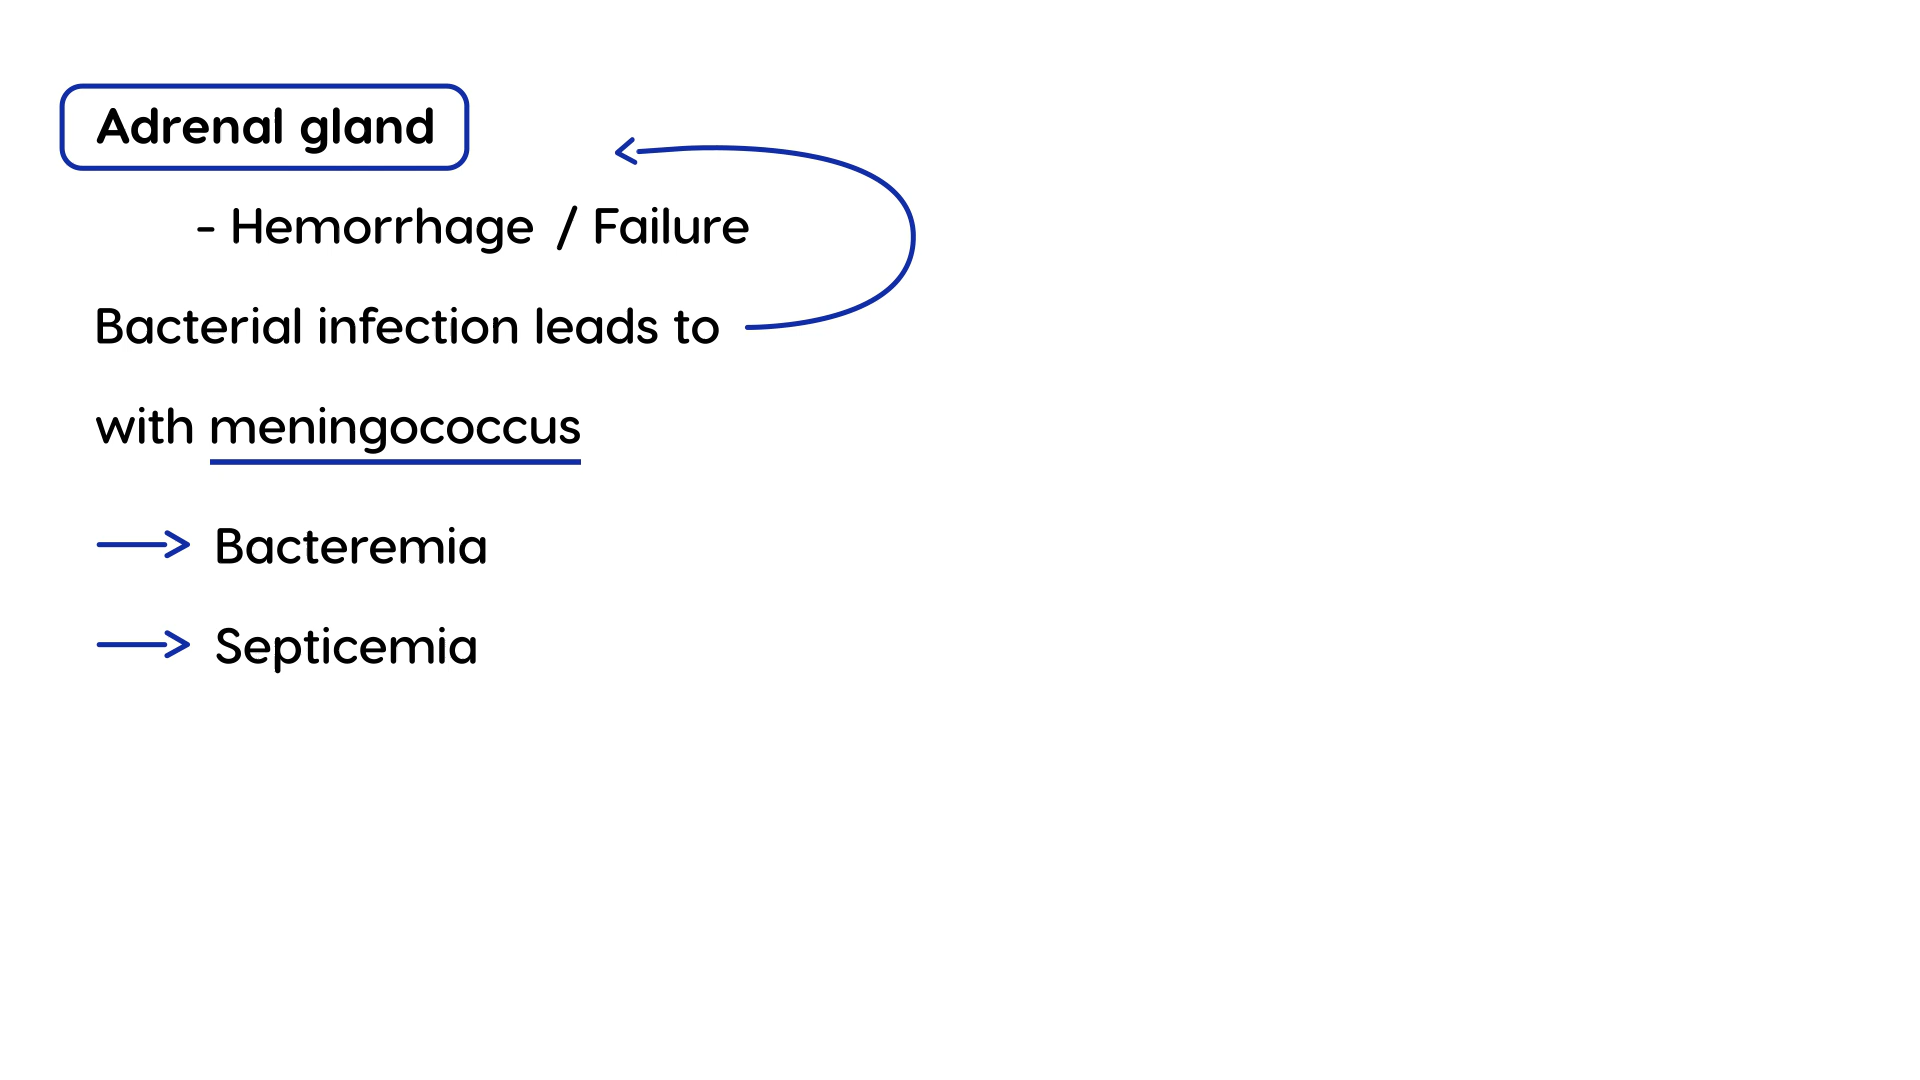 Adrenal gland
- Hemorrhage / Failure
Bacterial infection leads to
with meningococcus
Bacteremia
Septicemia